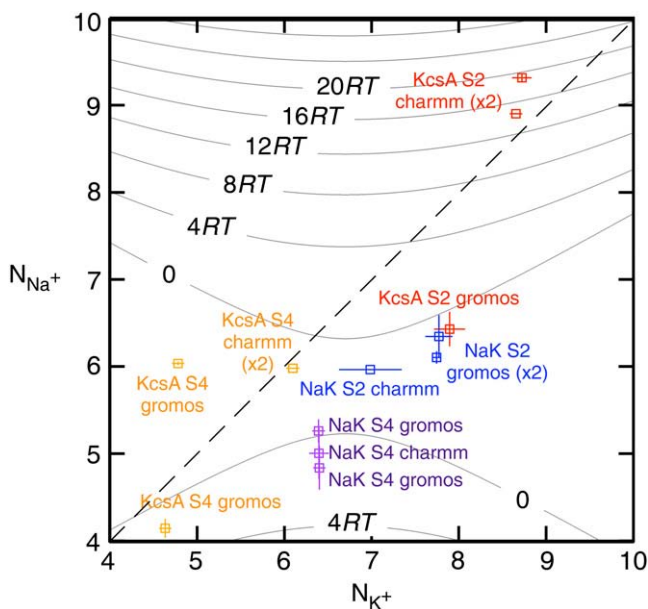 10
20RT
KcsA S2
charmm (x2)
9
16RT
12RT
8
8RT
4RT
7
0
N_Na+
KcsA S2 gromos
KcsA S4
charmm
(x2)
6
NaK S2
gromos (x2)
KcsA S4
gromos
NaK S2 charmm
NaK S4 gromos
5
NaK S4 charmm
NaK S4 gromos
KcsA S4 gromos
0
4RT
4
4 5 6 7 8 9 10
N_K+